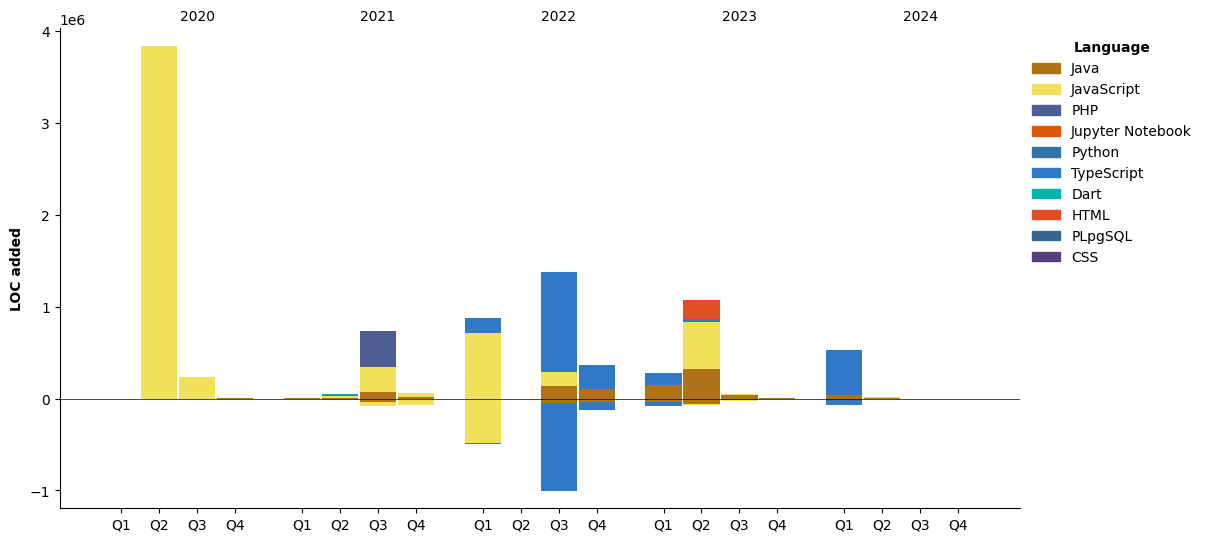 1e6
2020 2021 2022 2023 2024
4
3
2
1
0
−1
LOC added
Q1 Q2 Q3 Q4 Q1 Q2 Q3 Q4 Q1 Q2 Q3 Q4 Q1 Q2 Q3 Q4 Q1 Q2 Q3 Q4
Language
Java
JavaScript
PHP
Jupyter Notebook
Python
TypeScript
Dart
HTML
PLpgSQL
CSS